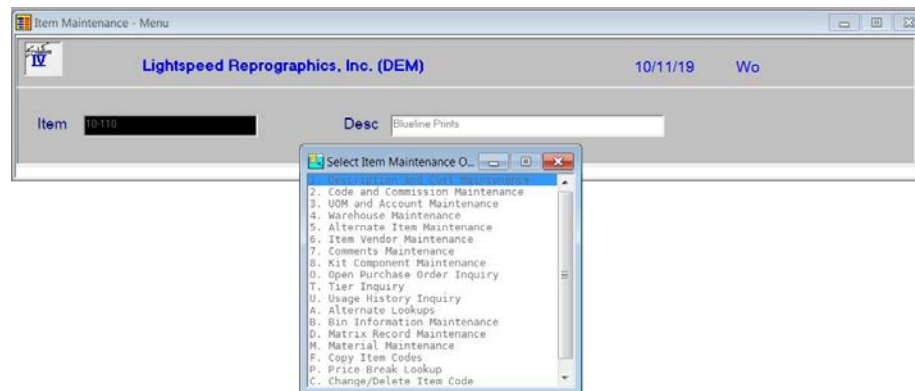 Item Maintenance - Menu
IV
Lightspeed Reprographics, Inc. (DEM) 10/11/19 Wo
Item 10-110 Desc Blueline Prints
Select Item Maintenance O...
1. Description and Cost Maintenance
2. Code and Commission Maintenance
3. UOM and Account Maintenance
4. Warehouse Maintenance
5. Alternate Item Maintenance
6. Item Vendor Maintenance
7. Comments Maintenance
8. Kit Component Maintenance
O. Open Purchase Order Inquiry
T. Tier Inquiry
U. Usage History Inquiry
A. Alternate Lookups
B. Bin Information Maintenance
D. Matrix Record Maintenance
M. Material Maintenance
F. Copy Item Codes
P. Price Break Lookup
C. Change/Delete Item Code